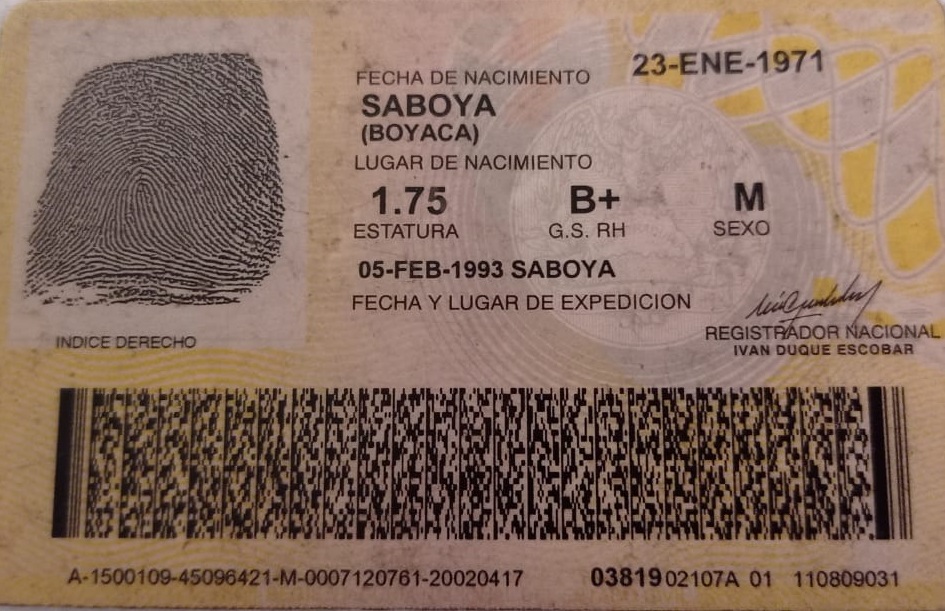 23-ENE-1971
FECHA DE NACIMIENTO
SABOYA
(BOYACA)
LUGAR DE NACIMIENTO
1.75 B+ M
ESTATURA G.S. RH SEXO
05-FEB-1993 SABOYA
FECHA Y LUGAR DE EXPEDICION
REGISTRADOR NACIONAL
IVAN DUQUE ESCOBAR
INDICE DERECHO
A-1500109-45096421-M-0007120761-20020417 03819 02107A 01 110809031